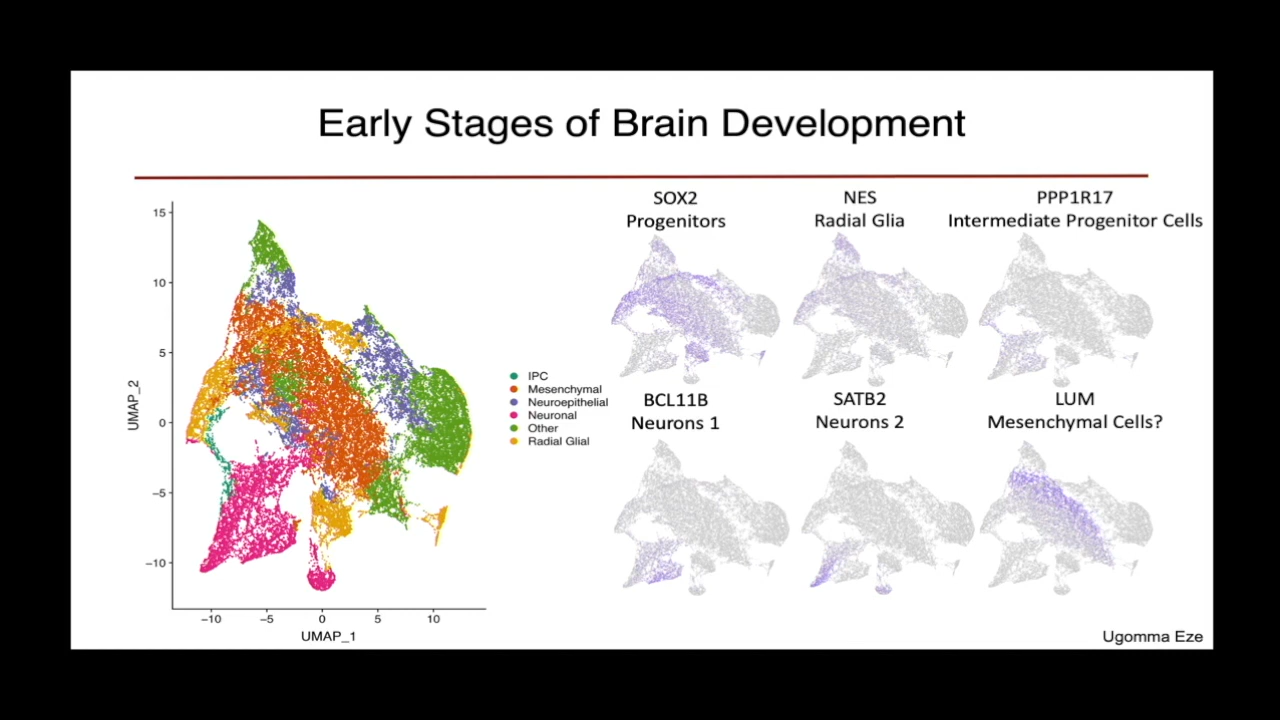 Early Stages of Brain Development
SOX2
Progenitors
NES
Radial Glia
PPP1R17
Intermediate Progenitor Cells
15
10
5
0
−5
−10
UMAP_2
−10
−5
0
5
10
UMAP_1
IPC
Mesenchymal
Neuroepithelial
Neuronal
Other
Radial Glial
BCL11B
Neurons 1
SATB2
Neurons 2
LUM
Mesenchymal Cells?
Ugomma Eze